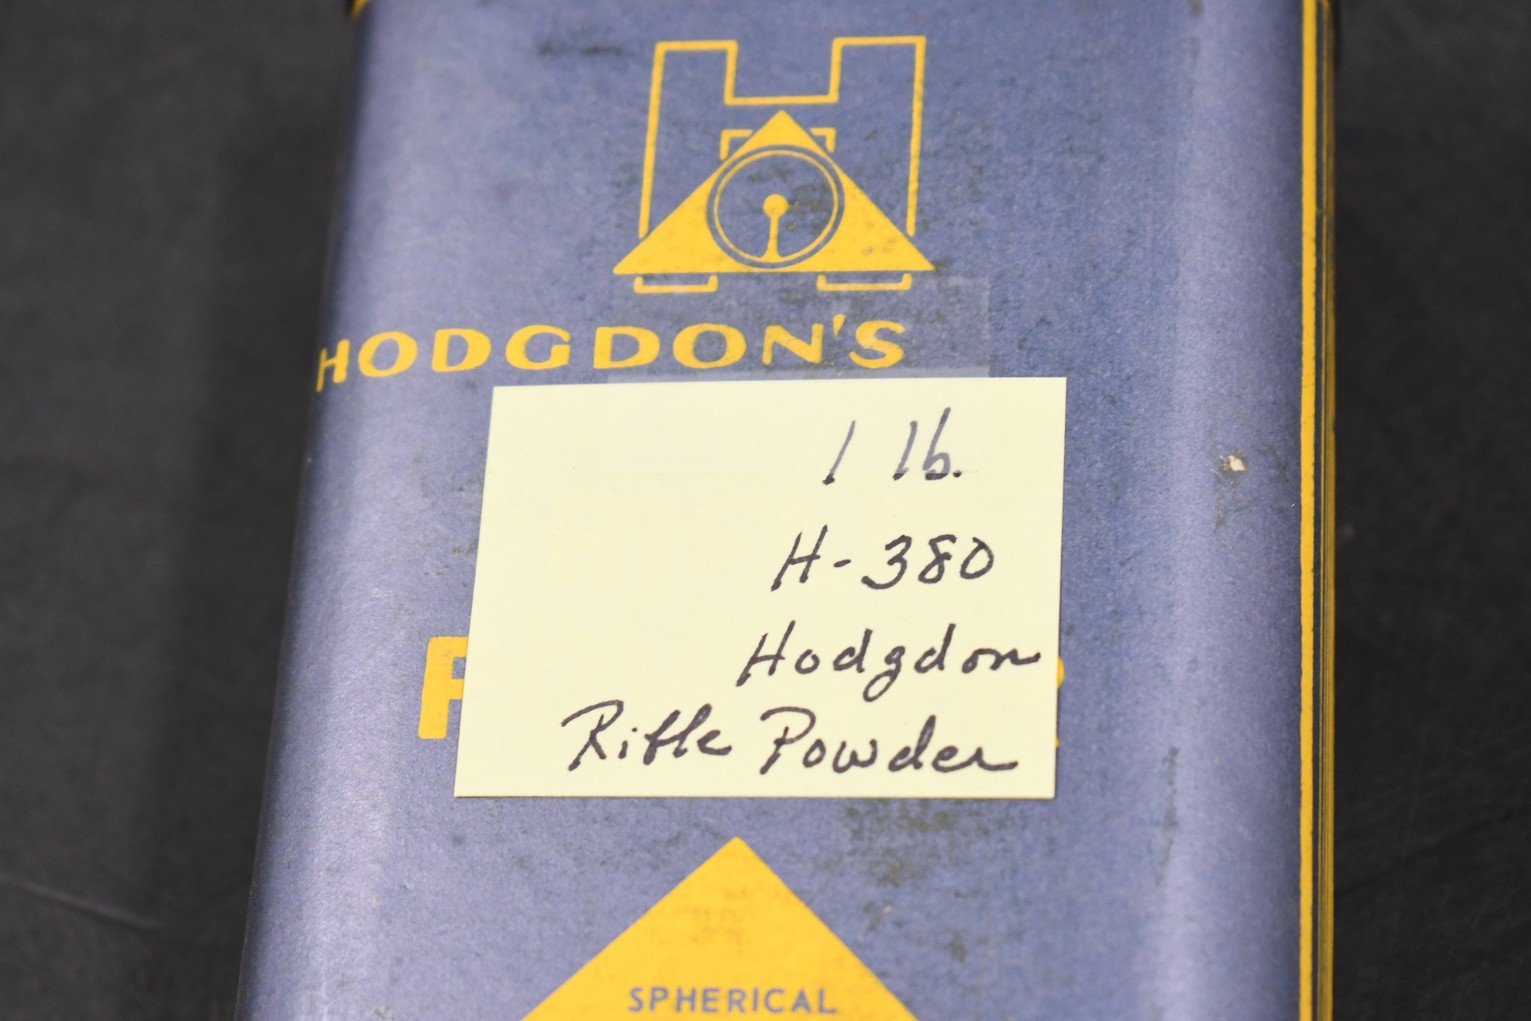 HODGDON'S
1 lb.
H-380
Hodgdon
Rifle Powder
SPHERICAL